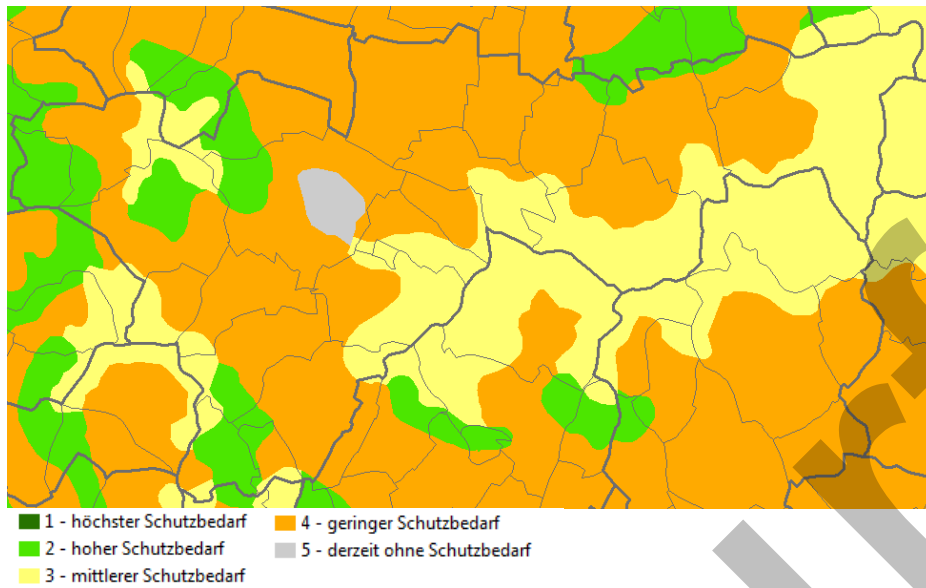 1 - höchster Schutzbedarf
2 - hoher Schutzbedarf
3 - mittlerer Schutzbedarf
4 - geringer Schutzbedarf
5 - derzeit ohne Schutzbedarf